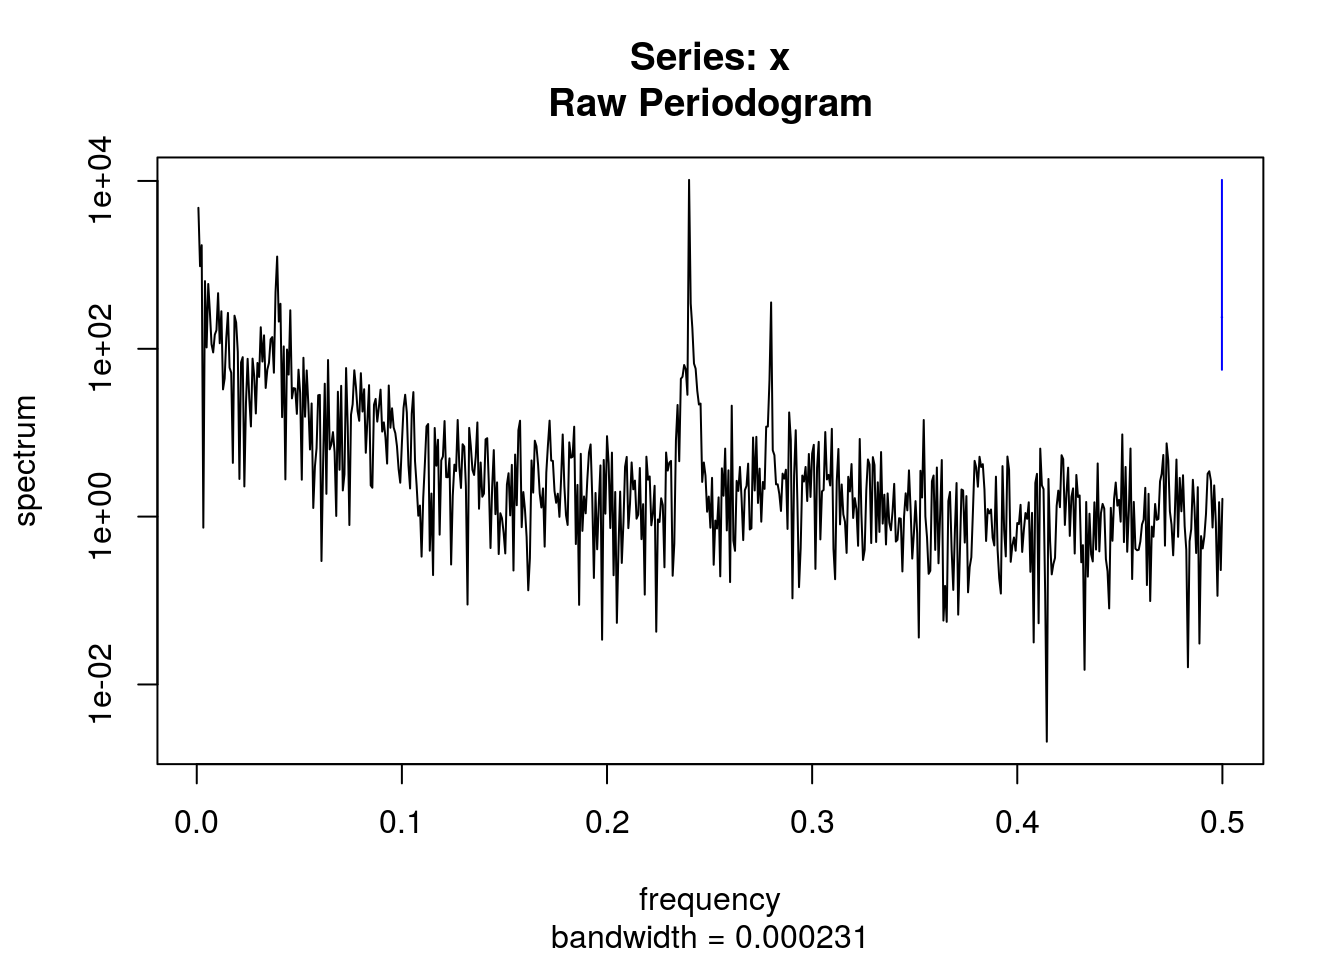 Series: x
Raw Periodogram
spectrum
1e+04
1e+02
1e+00
1e-02
0.0 0.1 0.2 0.3 0.4 0.5
frequency
bandwidth = 0.000231